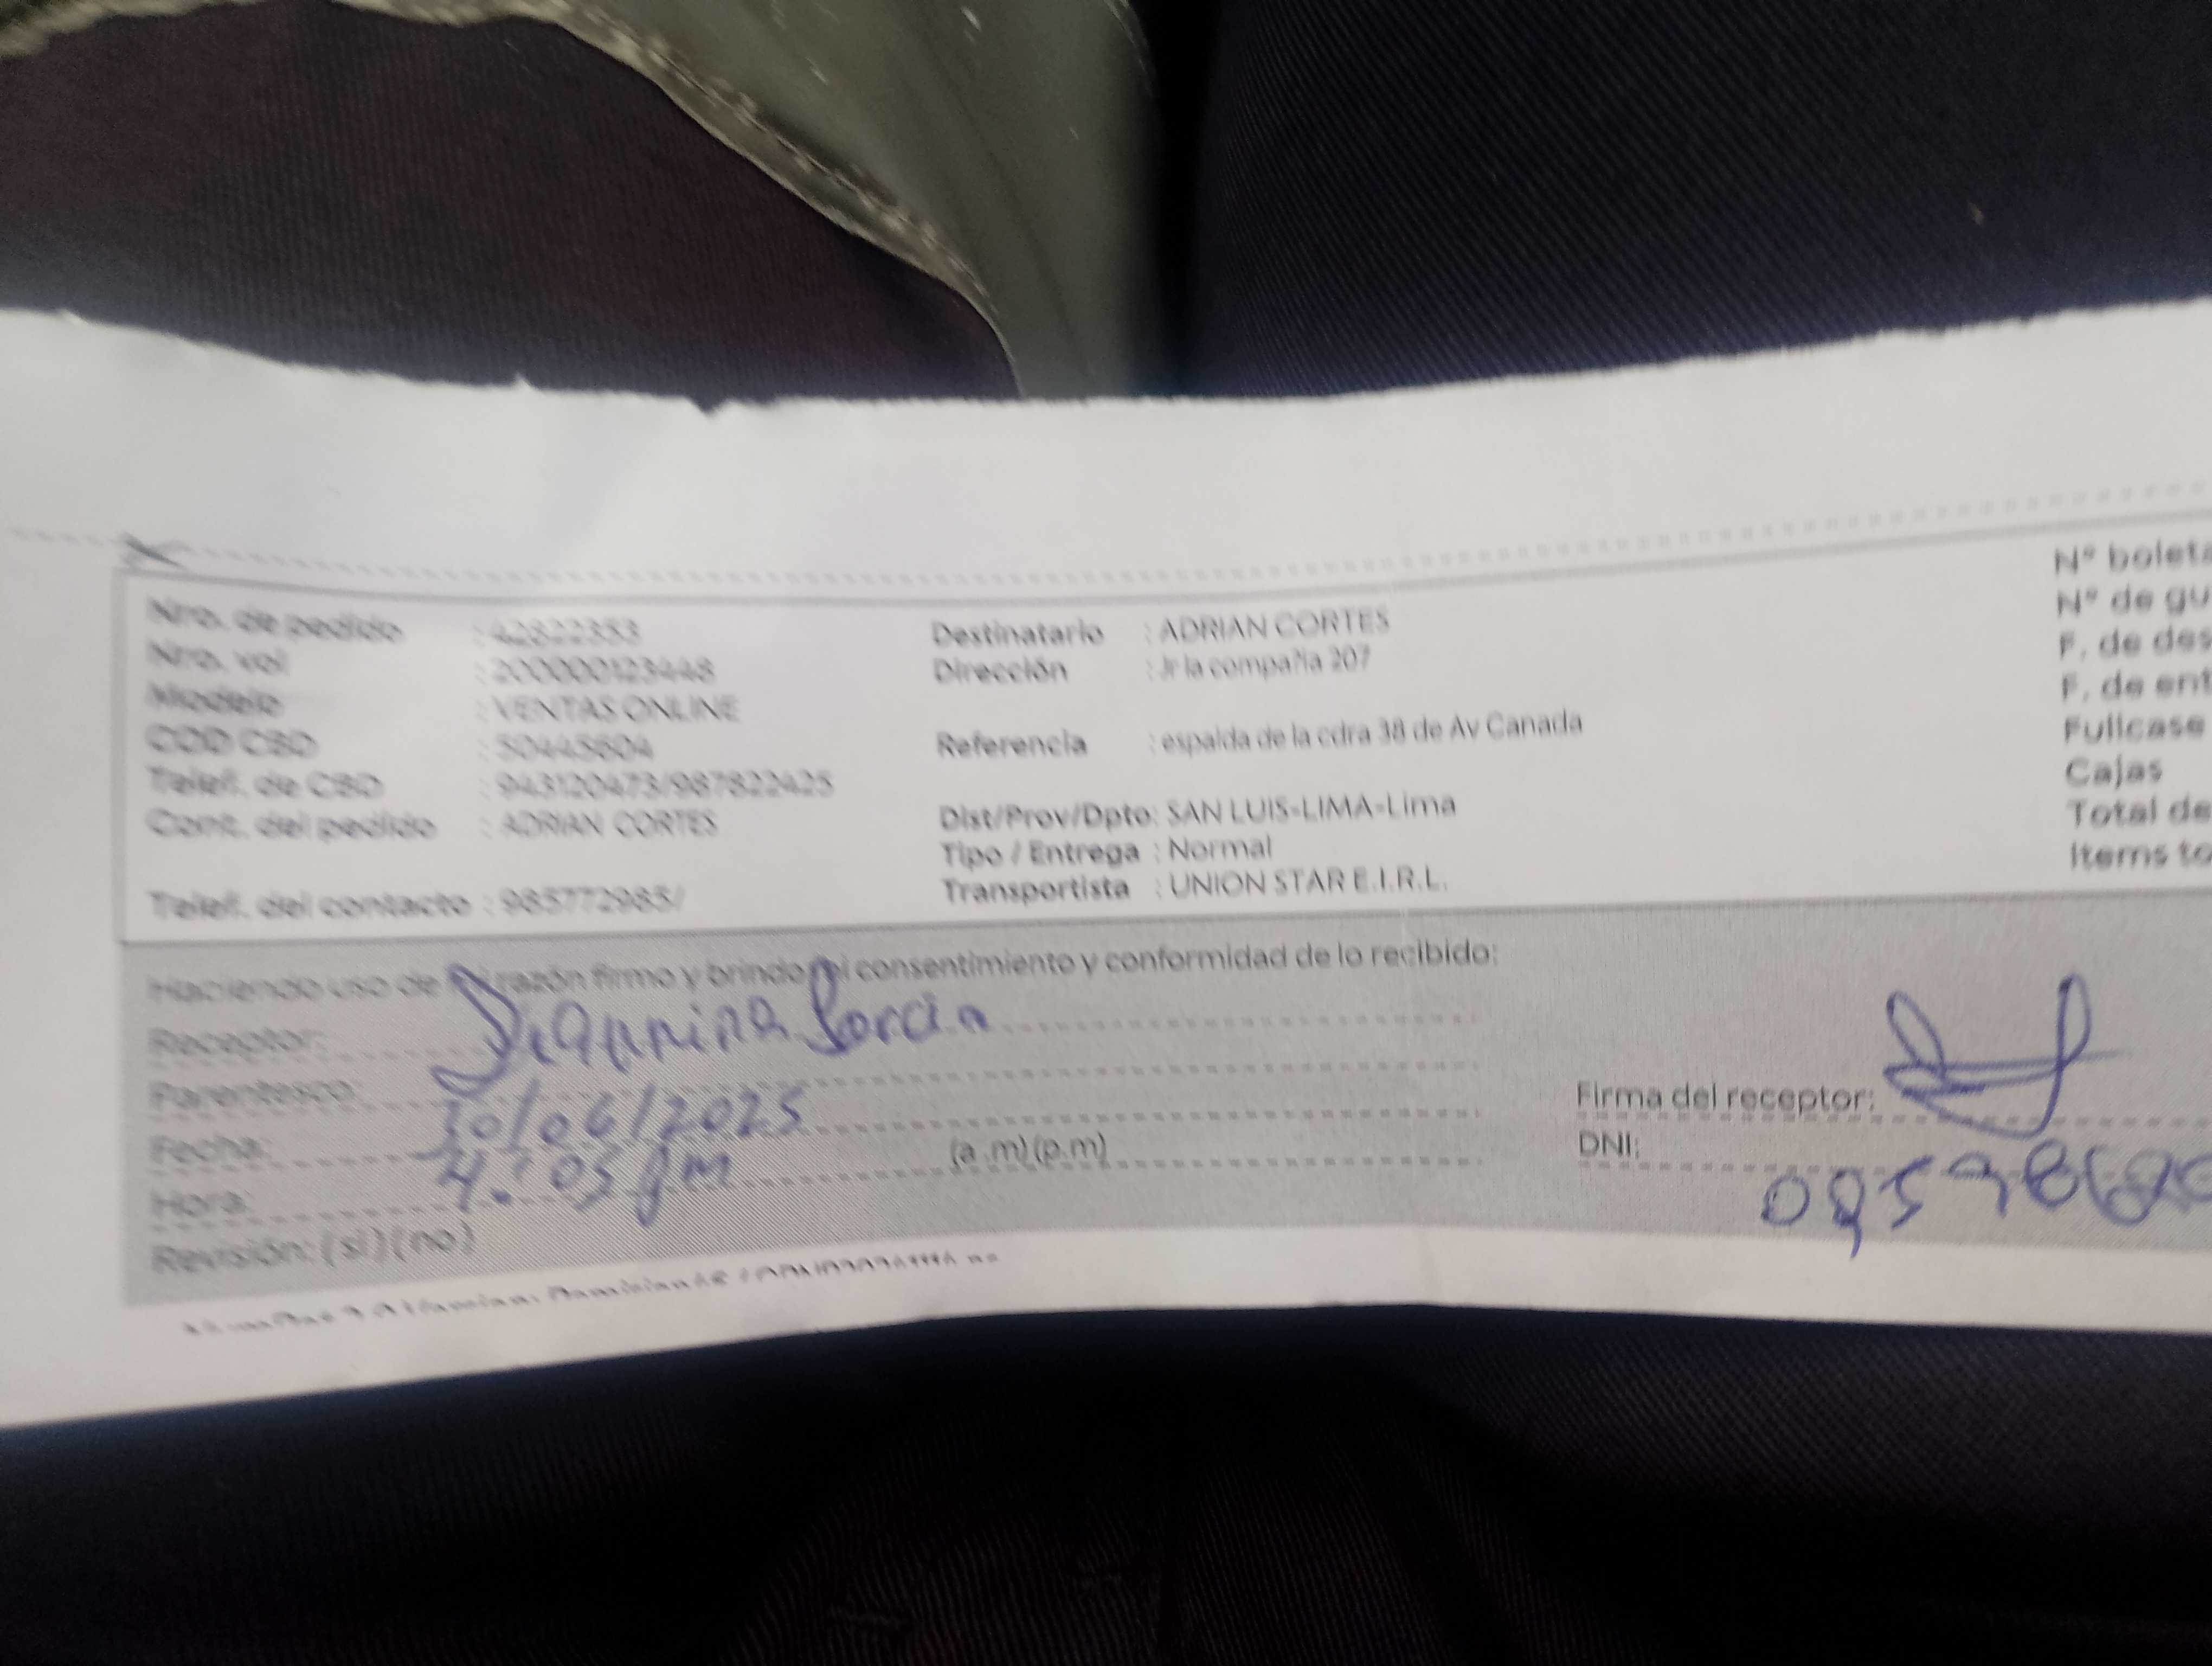 Nro. de pedido : 42822353
Nro. vol : 200000123448
Modelo : VENTAS ONLINE
COD CBD : 50445604
Telef. de CBD : 943120473/987822425
Cont. del pedido : ADRIAN CORTES
Telef. del contacto : 985772985/
Destinatario : ADRIAN CORTES
Dirección : Jr la compañia 207
Referencia : espalda de la cdra 38 de Av Canada
Dist/Prov/Dpto: SAN LUIS-LIMA-Lima
Tipo / Entrega : Normal
Transportista : UNION STAR E.I.R.L.
N° boleta
N° de gu
F. de des
F. de ent
Fullcase
Cajas
Total de
Items to
Haciendo uso de mi razón firmo y brindo mi consentimiento y conformidad de lo recibido:
Receptor:
Parentesco:
Fecha: 10/06/2025
Hora: 4:05 pm (a.m)(p.m)
Revisión: (si)(no)
Firma del receptor:
DNI: